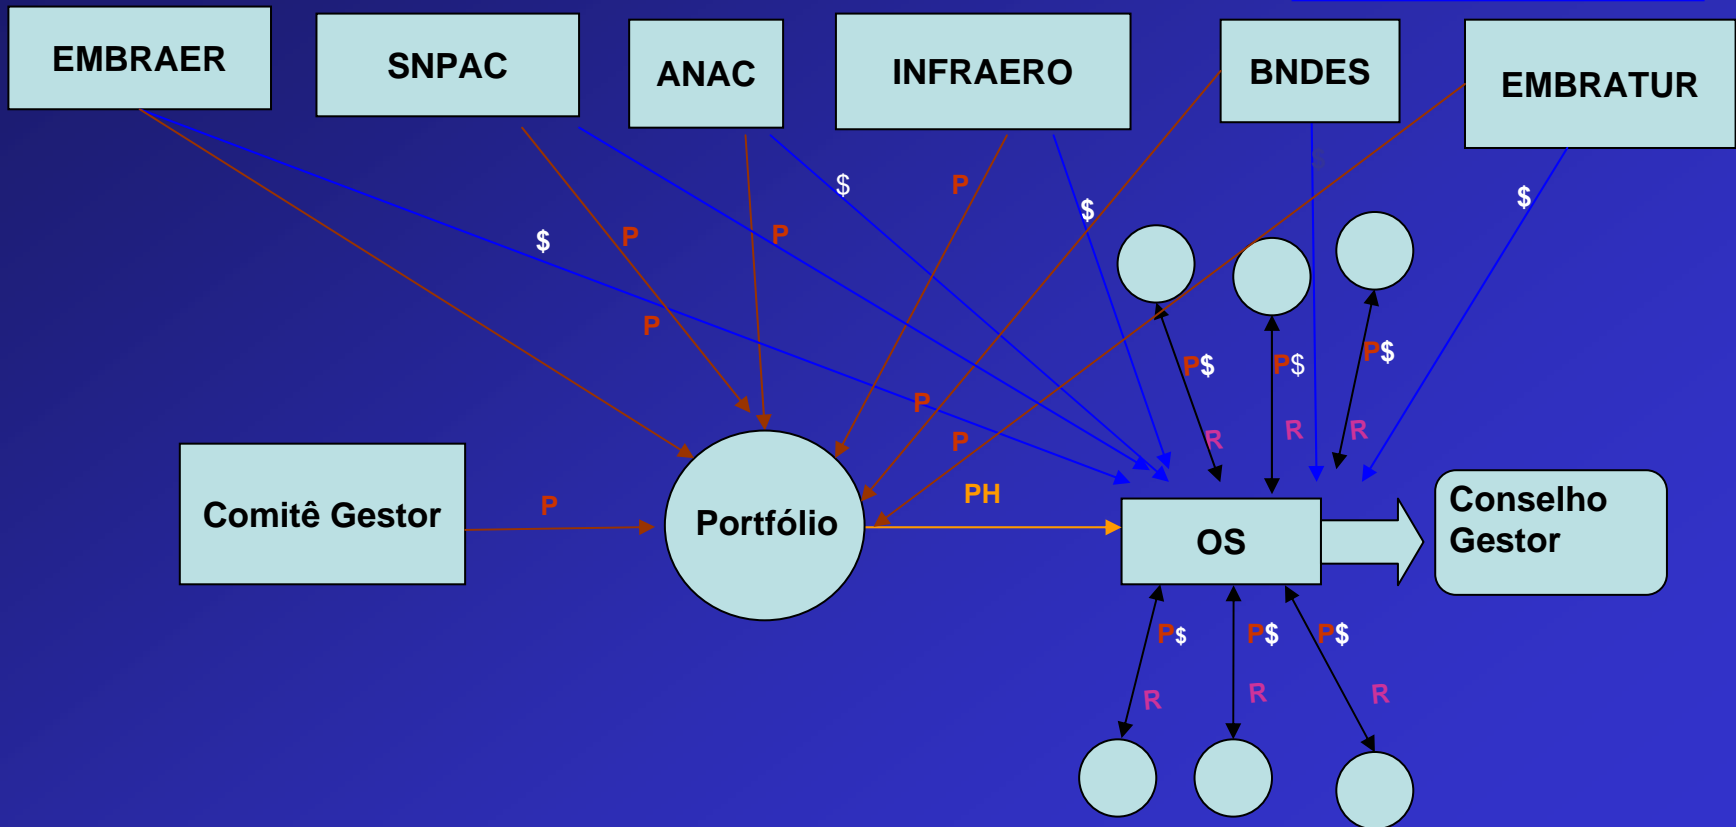 EMBRAER
SNPAC
ANAC
INFRAERO
BNDES
EMBRATUR
$
$
P
$
$
$
P
P
P
P$
P$
P$
P
P
R
R
R
Comitê Gestor
P
Portfólio
PH
OS
Conselho
Gestor
P$
P$
P$
R
R
R